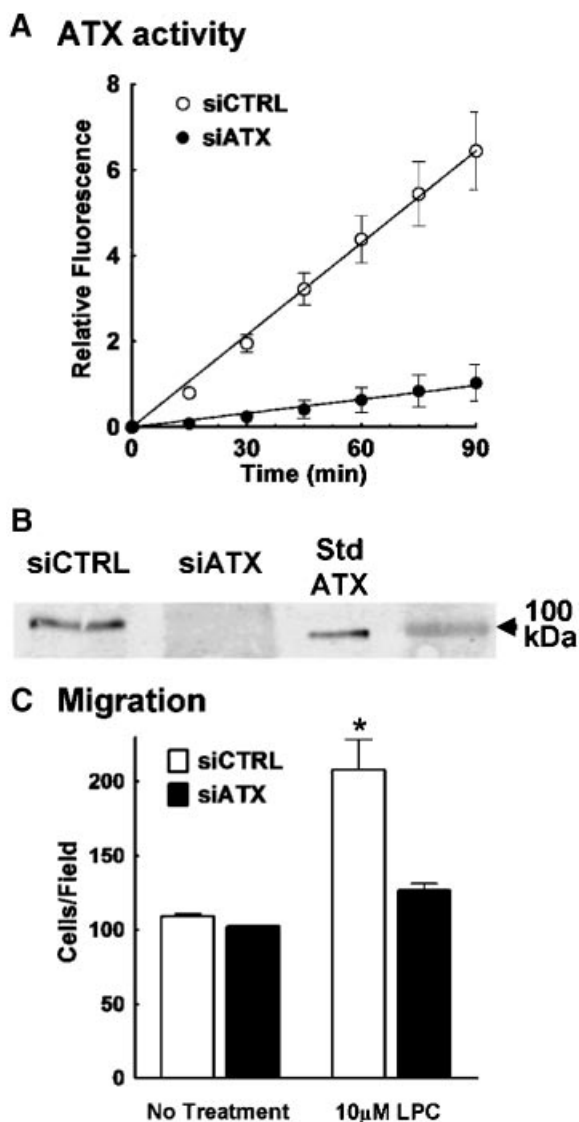 A ATX activity
8
6
4
2
0
Relative Fluorescence
siCTRL
siATX
0 30 60 90
Time (min)
B
siCTRL siATX Std ATX
100 kDa
C Migration
siCTRL
siATX
*
200
150
100
50
0
Cells/Field
No Treatment 10µM LPC